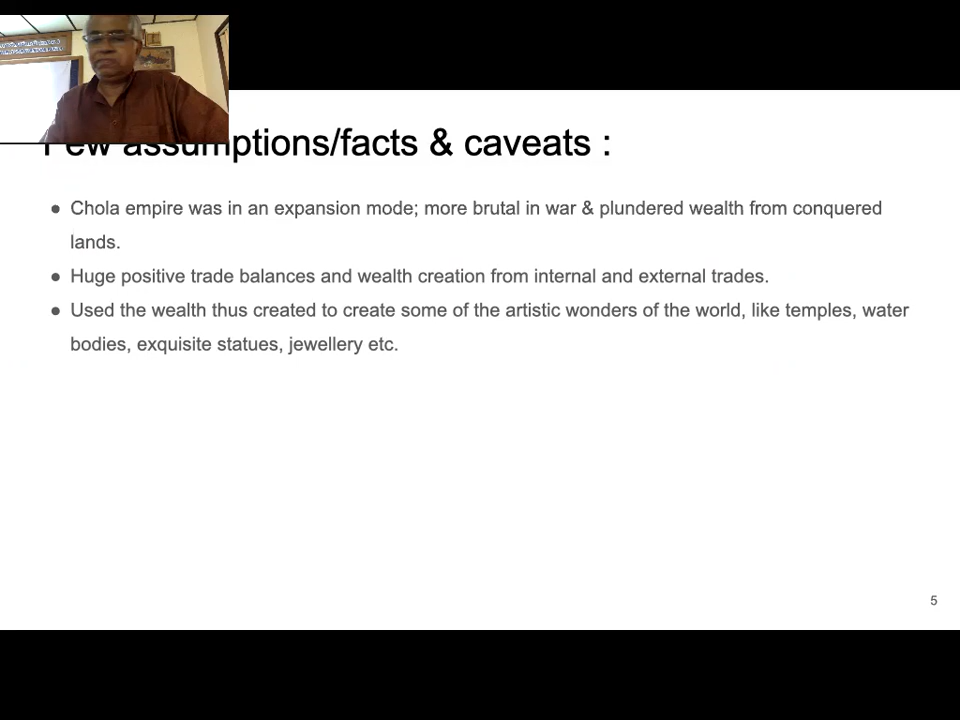 Few assumptions/facts & caveats :
● Chola empire was in an expansion mode; more brutal in war & plundered wealth from conquered
lands.
● Huge positive trade balances and wealth creation from internal and external trades.
● Used the wealth thus created to create some of the artistic wonders of the world, like temples, water
bodies, exquisite statues, jewellery etc.
5